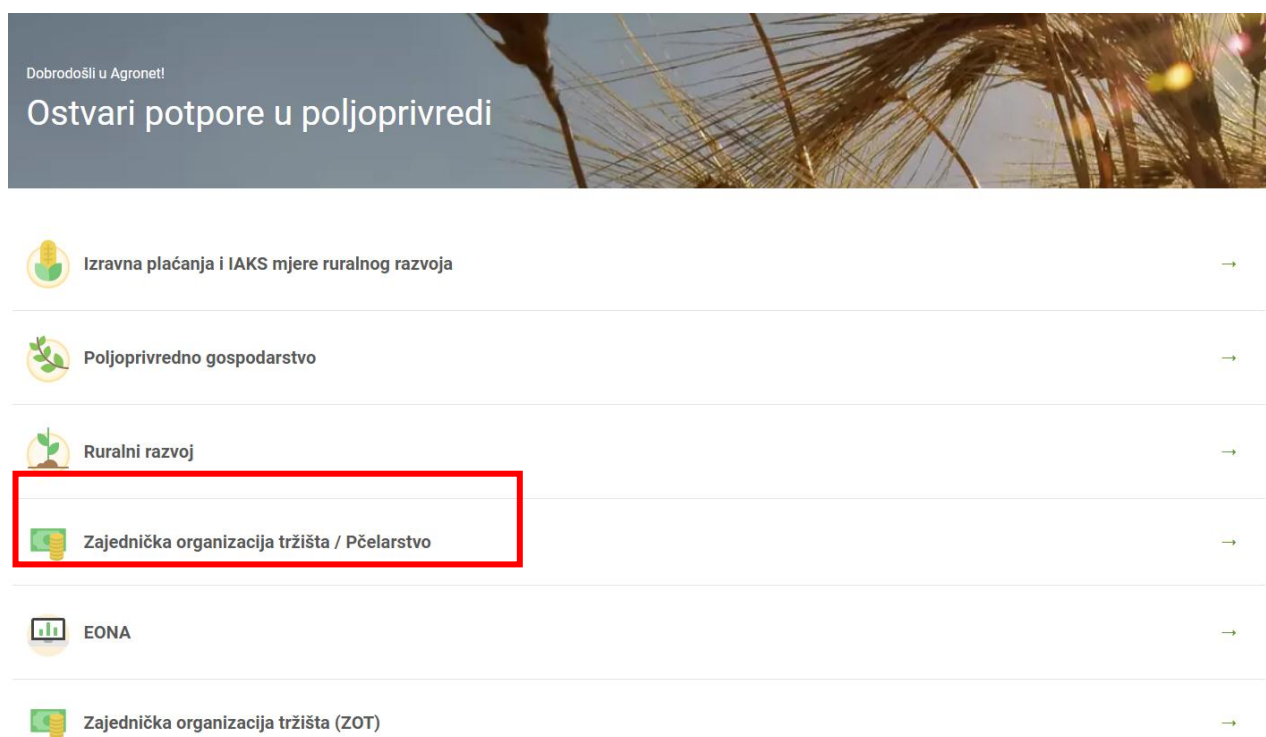 Dobrodošli u Agronet!
Ostvari potpore u poljoprivredi
Izravna plaćanja i IAKS mjere ruralnog razvoja
Poljoprivredno gospodarstvo
Ruralni razvoj
Zajednička organizacija tržišta / Pčelarstvo
EONA
Zajednička organizacija tržišta (ZOT)